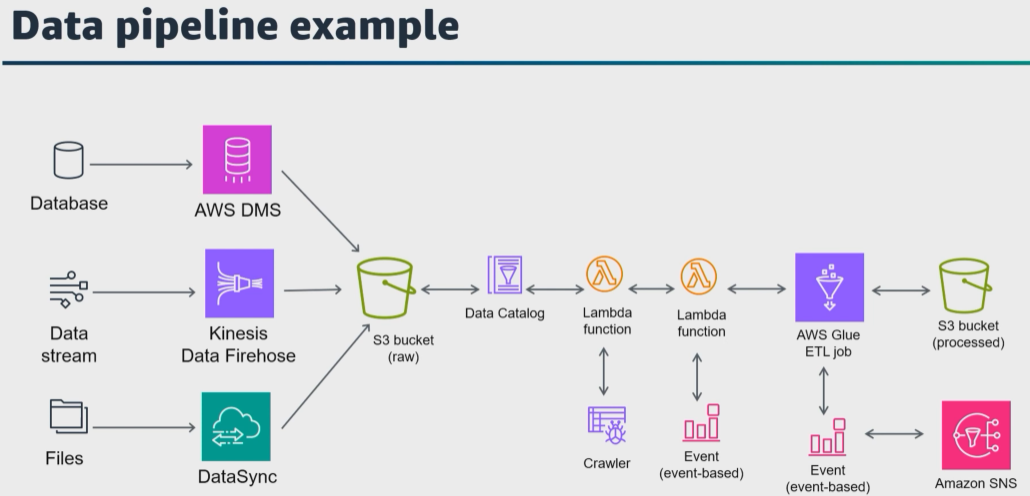 Data pipeline example
Database
AWS DMS
Data
stream
Kinesis
Data Firehose
Files
DataSync
S3 bucket
(raw)
Data Catalog
Lambda
function
Lambda
function
AWS Glue
ETL job
S3 bucket
(processed)
Crawler
Event
(event-based)
Event
(event-based)
Amazon SNS